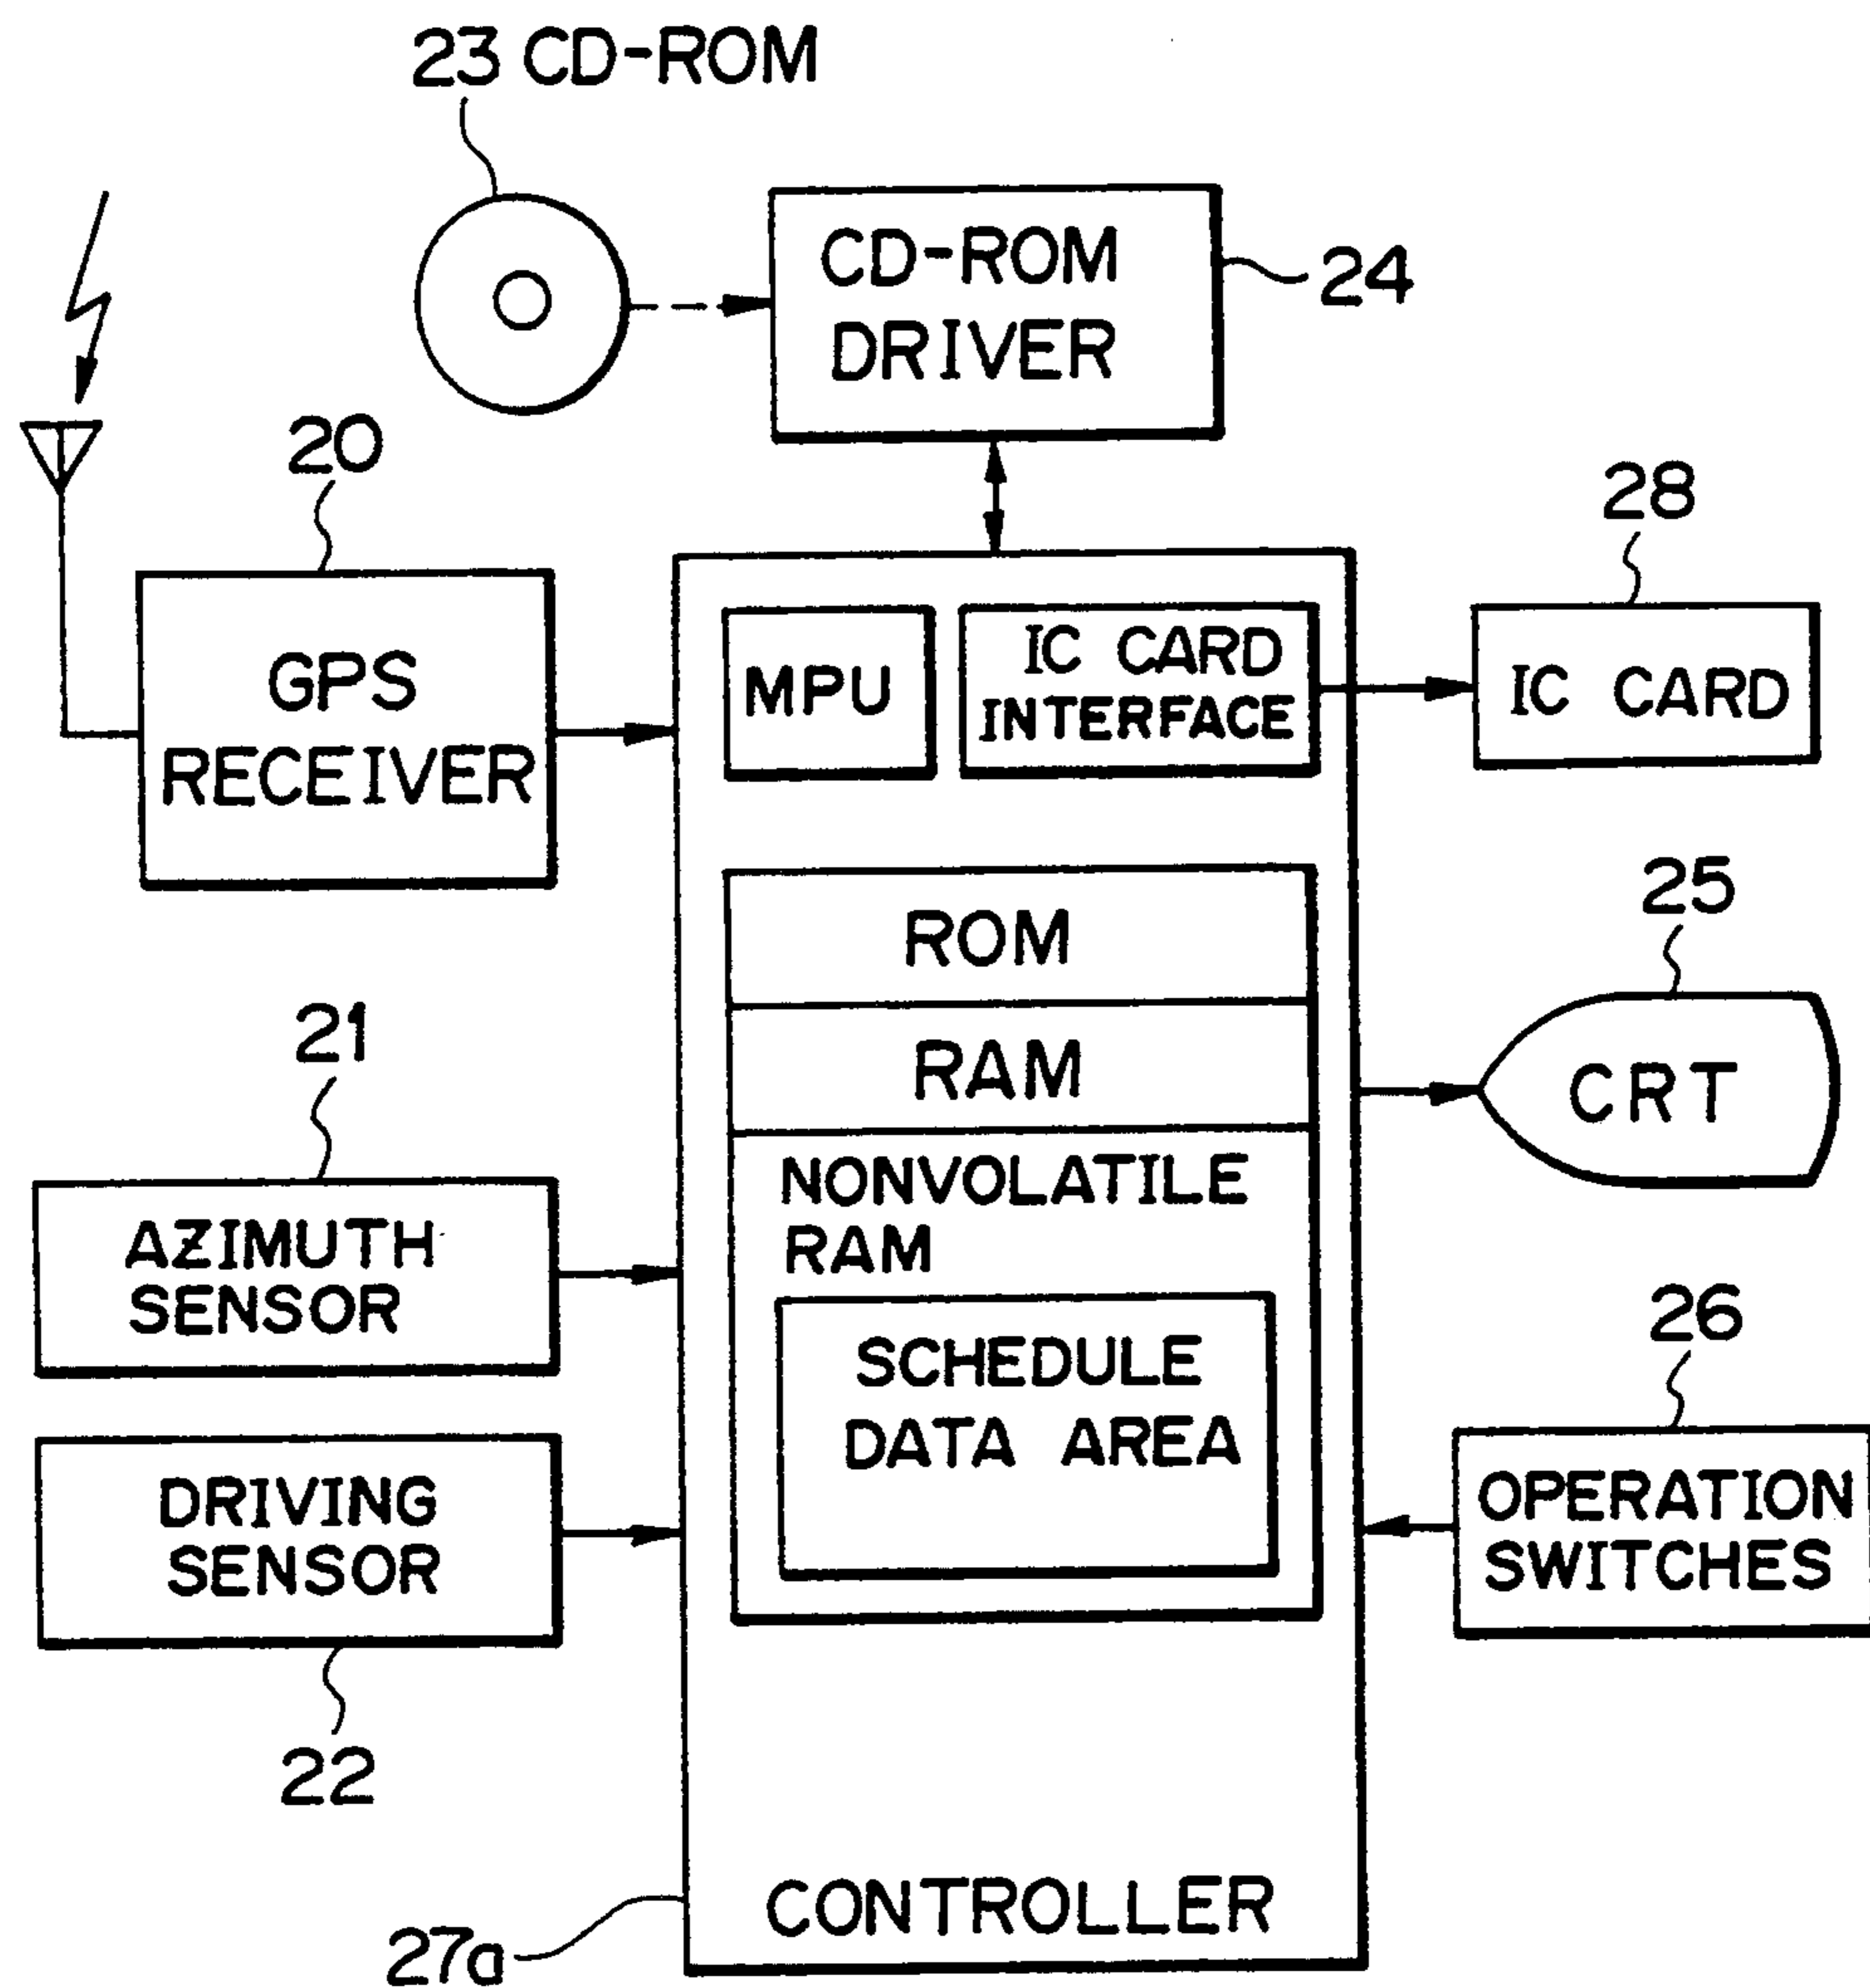 23 CD-ROM
CD-ROM
DRIVER
24
20
GPS
RECEIVER
28
MPU
IC CARD
INTERFACE
IC CARD
ROM
RAM
25
CRT
21
AZIMUTH
SENSOR
NONVOLATILE
RAM
SCHEDULE
DATA AREA
26
OPERATION
SWITCHES
DRIVING
SENSOR
22
CONTROLLER
27a